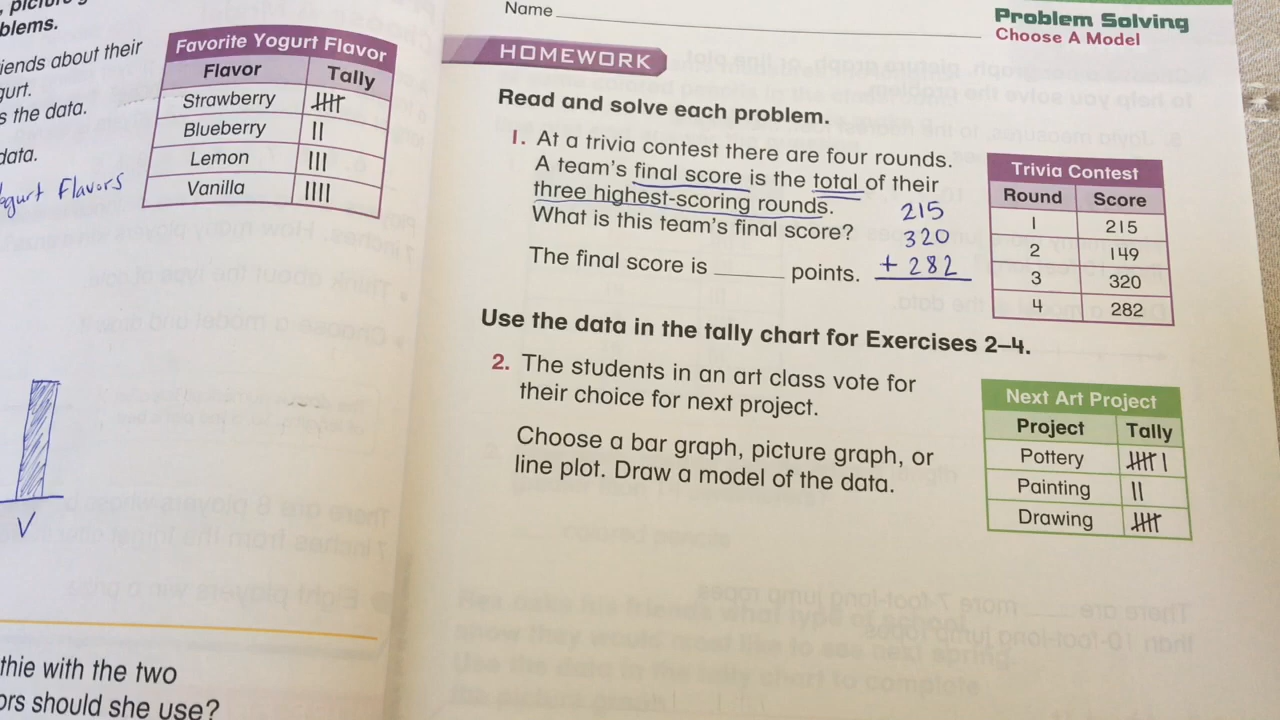 blems.
iends about their
gurt.
s the data.
data.
Favorite Yogurt Flavor
Flavor Tally
Strawberry
Blueberry
Lemon
Vanilla
ogurt Flavors
V
thie with the two
ors should she use?
Name
Problem Solving
Choose A Model
HOMEWORK
Read and solve each problem.
1. At a trivia contest there are four rounds.
A team's final score is the total of their
three highest-scoring rounds.
What is this team's final score?
The final score is ______ points.
215
320
+ 282
Trivia Contest
Round Score
1 215
2 149
3 320
4 282
Use the data in the tally chart for Exercises 2–4.
2. The students in an art class vote for
their choice for next project.
Choose a bar graph, picture graph, or
line plot. Draw a model of the data.
Next Art Project
Project Tally
Pottery
Painting
Drawing